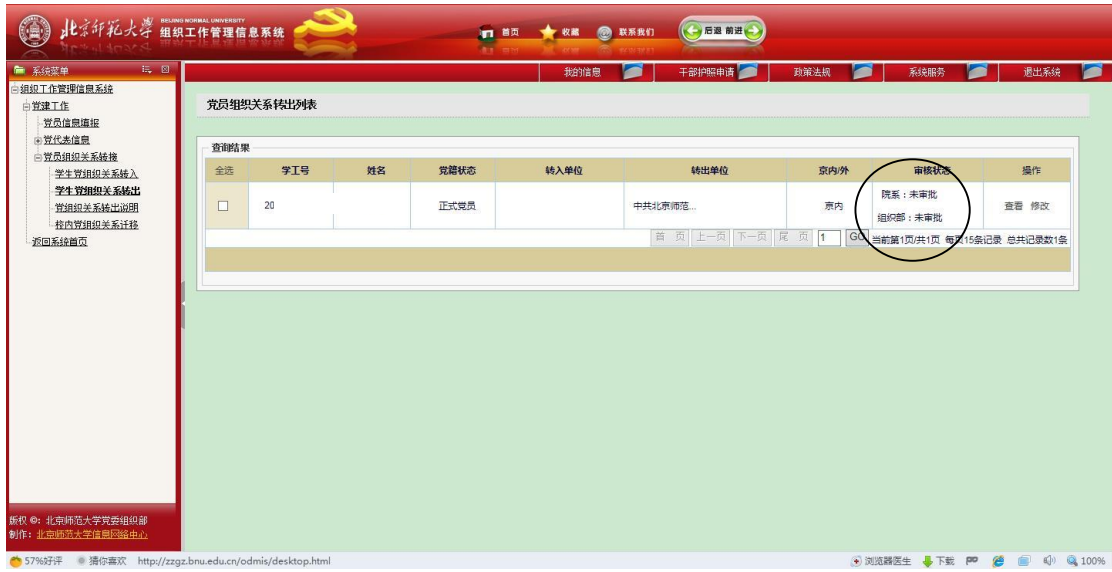 北京师范大学 BEIJING NORMAL UNIVERSITY
组织工作管理信息系统
首页 收藏 联系我们 后退 前进
系统菜单
我的信息 干部护照申请 政策法规 系统服务 退出系统
组织工作管理信息系统
党建工作
党员信息填报
党代表信息
党员组织关系转接
学生党组织关系转入
学生党组织关系转出
党组织关系转出说明
校内党组织关系迁移
返回系统首页
党员组织关系转出列表
查询结果
全选 学工号 姓名 党籍状态 转入单位 转出单位 京内/外 审核状态 操作
20 正式党员 中共北京师范... 京内 院系：未审批 查看 修改
组织部：未审批
首 页 上一页 下一页 尾 页 1 GO 当前第1页/共1页 每页15条记录 总共记录数1条
版权 ©: 北京师范大学党委组织部
制作: 北京师范大学信息网络中心
57%好评 猜你喜欢 http://zzgz.bnu.edu.cn/odmis/desktop.html 浏览器医生 下载 100%